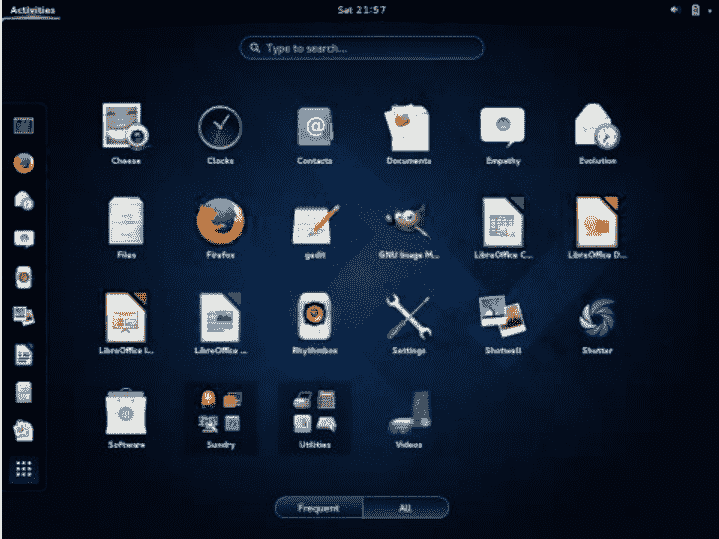 Activities Sat 21:57
Type to search...
Cheese Clocks Contacts Documents Empathy Evolution
Files Firefox gedit GNU Image M... LibreOffice C... LibreOffice D...
LibreOffice I... LibreOffice ... Rhythmbox Settings Shotwell Shutter
Software Sundry Utilities Videos
Frequent All